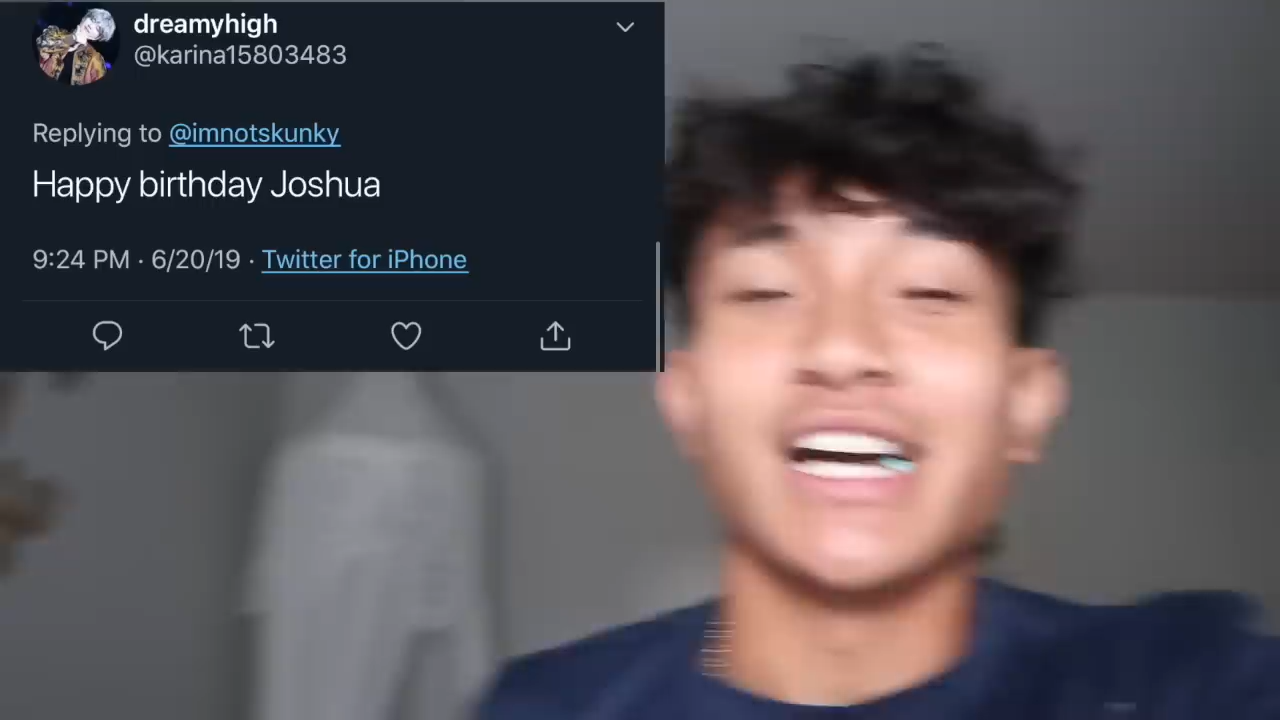 dreamyhigh
@karina15803483
Replying to @imnotskunky
Happy birthday Joshua
9:24 PM · 6/20/19 · Twitter for iPhone